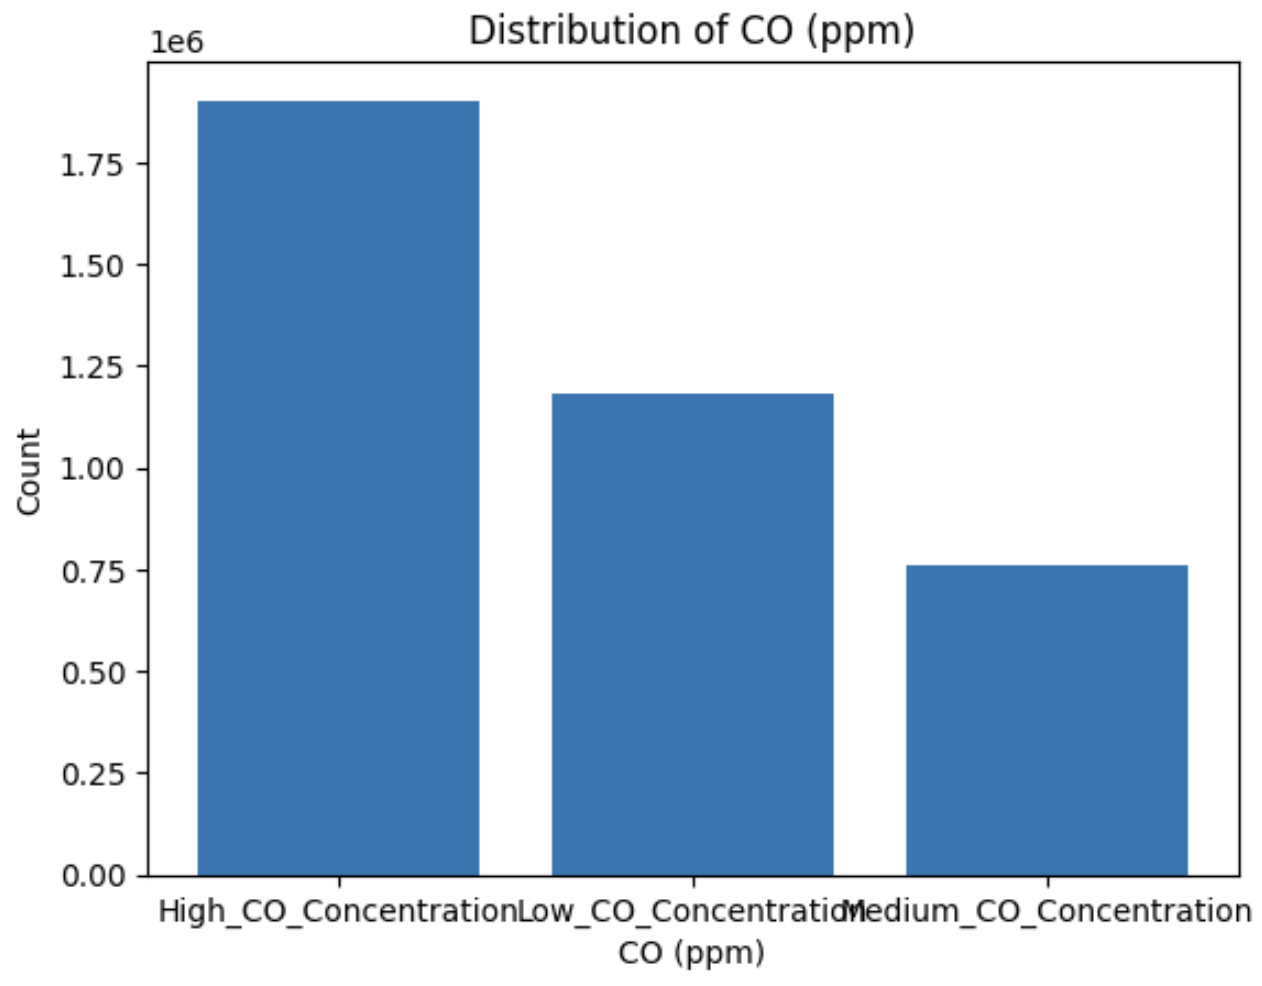 Distribution of CO (ppm)
1e6
1.75
1.50
1.25
1.00
0.75
0.50
0.25
0.00
Count
High_CO_Concentration
Low_CO_Concentration
Medium_CO_Concentration
CO (ppm)